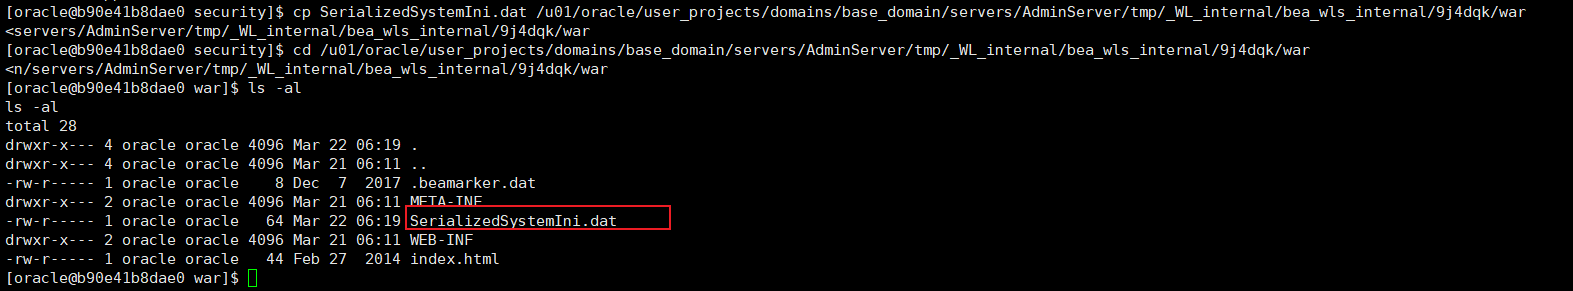 [oracle@b90e41b8dae0 security]$ cp SerializedSystemIni.dat /u01/oracle/user_projects/domains/base_domain/servers/AdminServer/tmp/_WL_internal/bea_wls_internal/9j4dqk/war
<servers/AdminServer/tmp/_WL_internal/bea_wls_internal/9j4dqk/war
[oracle@b90e41b8dae0 security]$ cd /u01/oracle/user_projects/domains/base_domain/servers/AdminServer/tmp/_WL_internal/bea_wls_internal/9j4dqk/war
<n/servers/AdminServer/tmp/_WL_internal/bea_wls_internal/9j4dqk/war
[oracle@b90e41b8dae0 war]$ ls -al
ls -al
total 28
drwxr-x--- 4 oracle oracle 4096 Mar 22 06:19 .
drwxr-x--- 4 oracle oracle 4096 Mar 21 06:11 ..
-rw-r----- 1 oracle oracle    8 Dec  7  2017 .beamarker.dat
drwxr-x--- 2 oracle oracle 4096 Mar 21 06:11 META-INF
-rw-r----- 1 oracle oracle   64 Mar 22 06:19 SerializedSystemIni.dat
drwxr-x--- 2 oracle oracle 4096 Mar 21 06:11 WEB-INF
-rw-r----- 1 oracle oracle   44 Feb 27  2014 index.html
[oracle@b90e41b8dae0 war]$